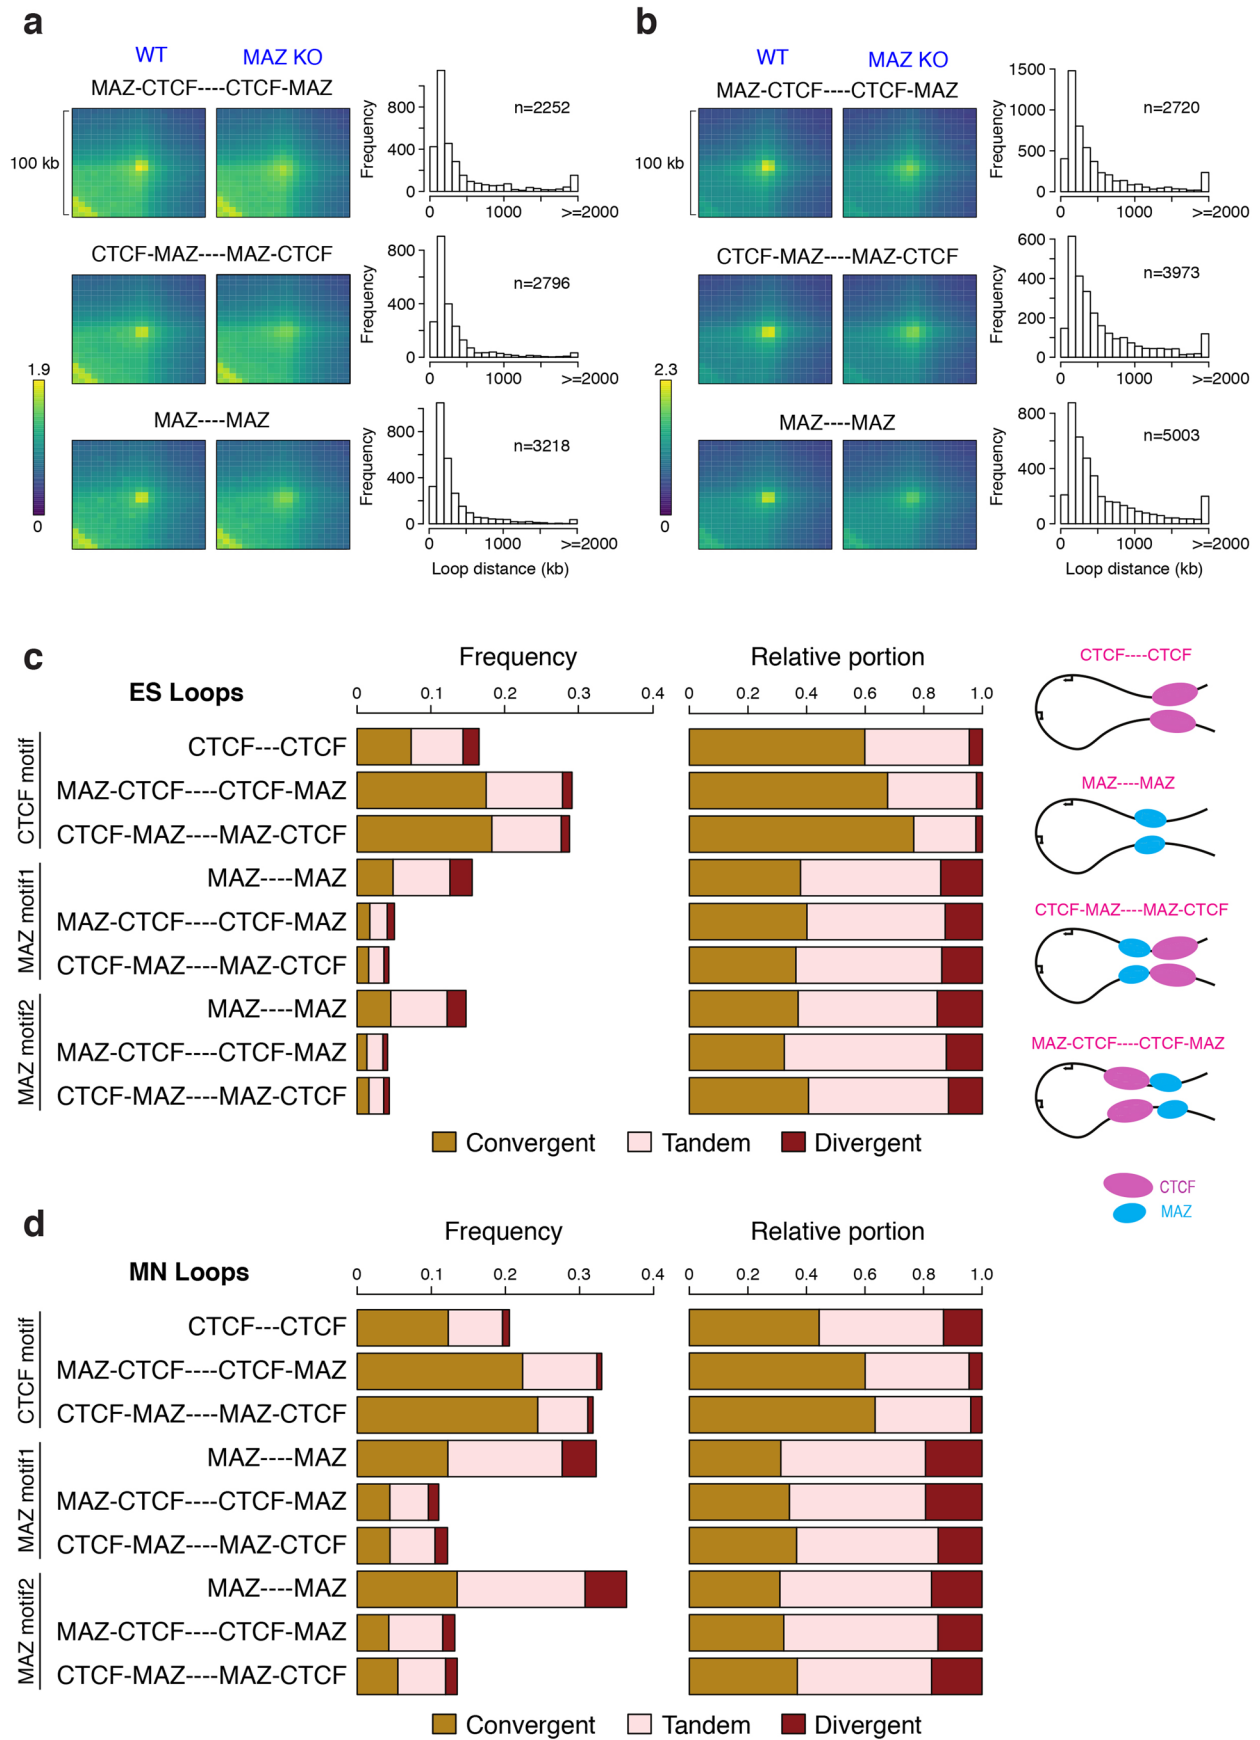 a
WT
MAZ KO
MAZ-CTCF----CTCF-MAZ
100 kb
Frequency
800
400
0
n=2252
0
1000
>=2000
CTCF-MAZ----MAZ-CTCF
Frequency
800
400
0
n=2796
0
1000
>=2000
1.9
0
MAZ----MAZ
Frequency
800
400
0
n=3218
0
1000
>=2000
Loop distance (kb)
b
WT
MAZ KO
MAZ-CTCF----CTCF-MAZ
100 kb
Frequency
1500
1000
500
0
n=2720
0
1000
>=2000
CTCF-MAZ----MAZ-CTCF
Frequency
600
400
200
0
n=3973
0
1000
>=2000
2.3
0
MAZ----MAZ
Frequency
800
400
0
n=5003
0
1000
>=2000
Loop distance (kb)
c
Frequency
Relative portion
ES Loops
0 0.1 0.2 0.3 0.4
0 0.2 0.4 0.6 0.8 1.0
CTCF motif
CTCF---CTCF
MAZ-CTCF----CTCF-MAZ
CTCF-MAZ----MAZ-CTCF
MAZ motif1
MAZ----MAZ
MAZ-CTCF----CTCF-MAZ
CTCF-MAZ----MAZ-CTCF
MAZ motif2
MAZ----MAZ
MAZ-CTCF----CTCF-MAZ
CTCF-MAZ----MAZ-CTCF
Convergent Tandem Divergent
CTCF----CTCF
MAZ----MAZ
CTCF-MAZ----MAZ-CTCF
MAZ-CTCF----CTCF-MAZ
CTCF
MAZ
d
Frequency
Relative portion
MN Loops
0 0.1 0.2 0.3 0.4
0 0.2 0.4 0.6 0.8 1.0
CTCF motif
CTCF---CTCF
MAZ-CTCF----CTCF-MAZ
CTCF-MAZ----MAZ-CTCF
MAZ motif1
MAZ----MAZ
MAZ-CTCF----CTCF-MAZ
CTCF-MAZ----MAZ-CTCF
MAZ motif2
MAZ----MAZ
MAZ-CTCF----CTCF-MAZ
CTCF-MAZ----MAZ-CTCF
Convergent Tandem Divergent